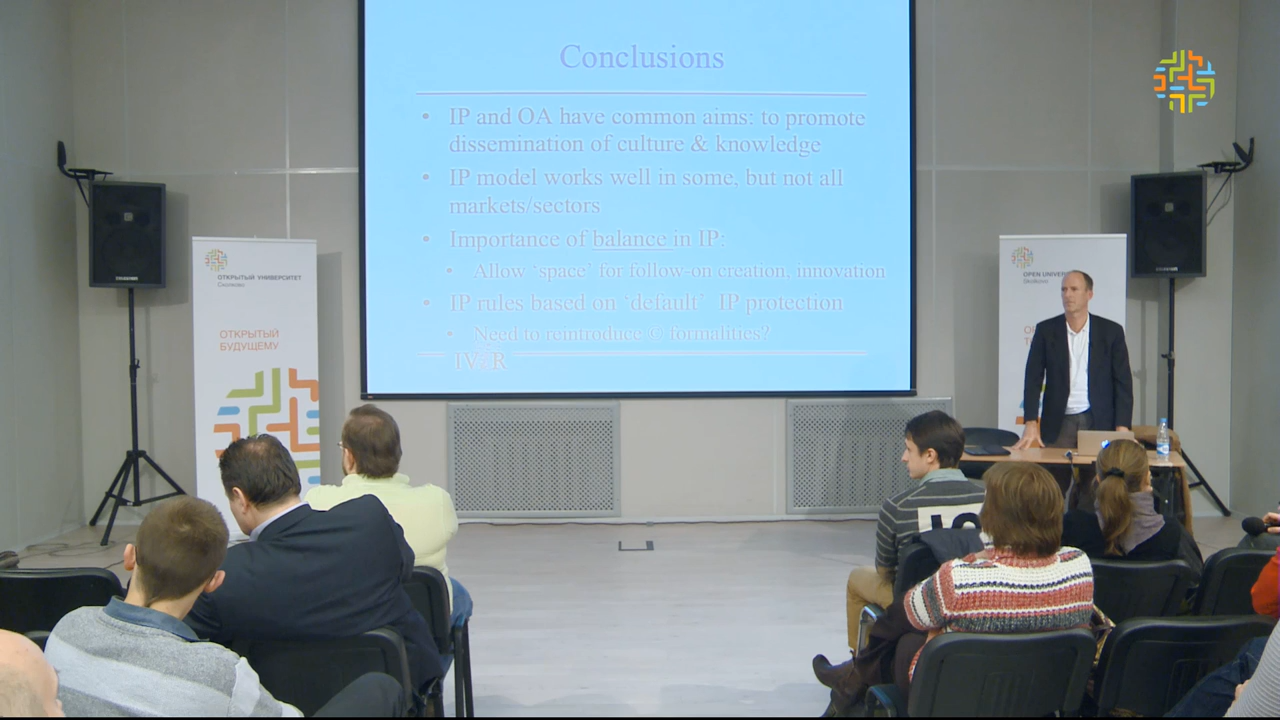 Conclusions
• IP and OA have common aims: to promote
dissemination of culture & knowledge
• IP model works well in some, but not all
markets/sectors
• Importance of balance in IP:
• Allow ‘space’ for follow-on creation, innovation
• IP rules based on ‘default’ IP protection
• Need to reintroduce © formalities?
ОТКРЫТЫЙ УНИВЕРСИТЕТ
Сколково
ОТКРЫТЫЙ
БУДУЩЕМУ
OPEN
Skolkovo